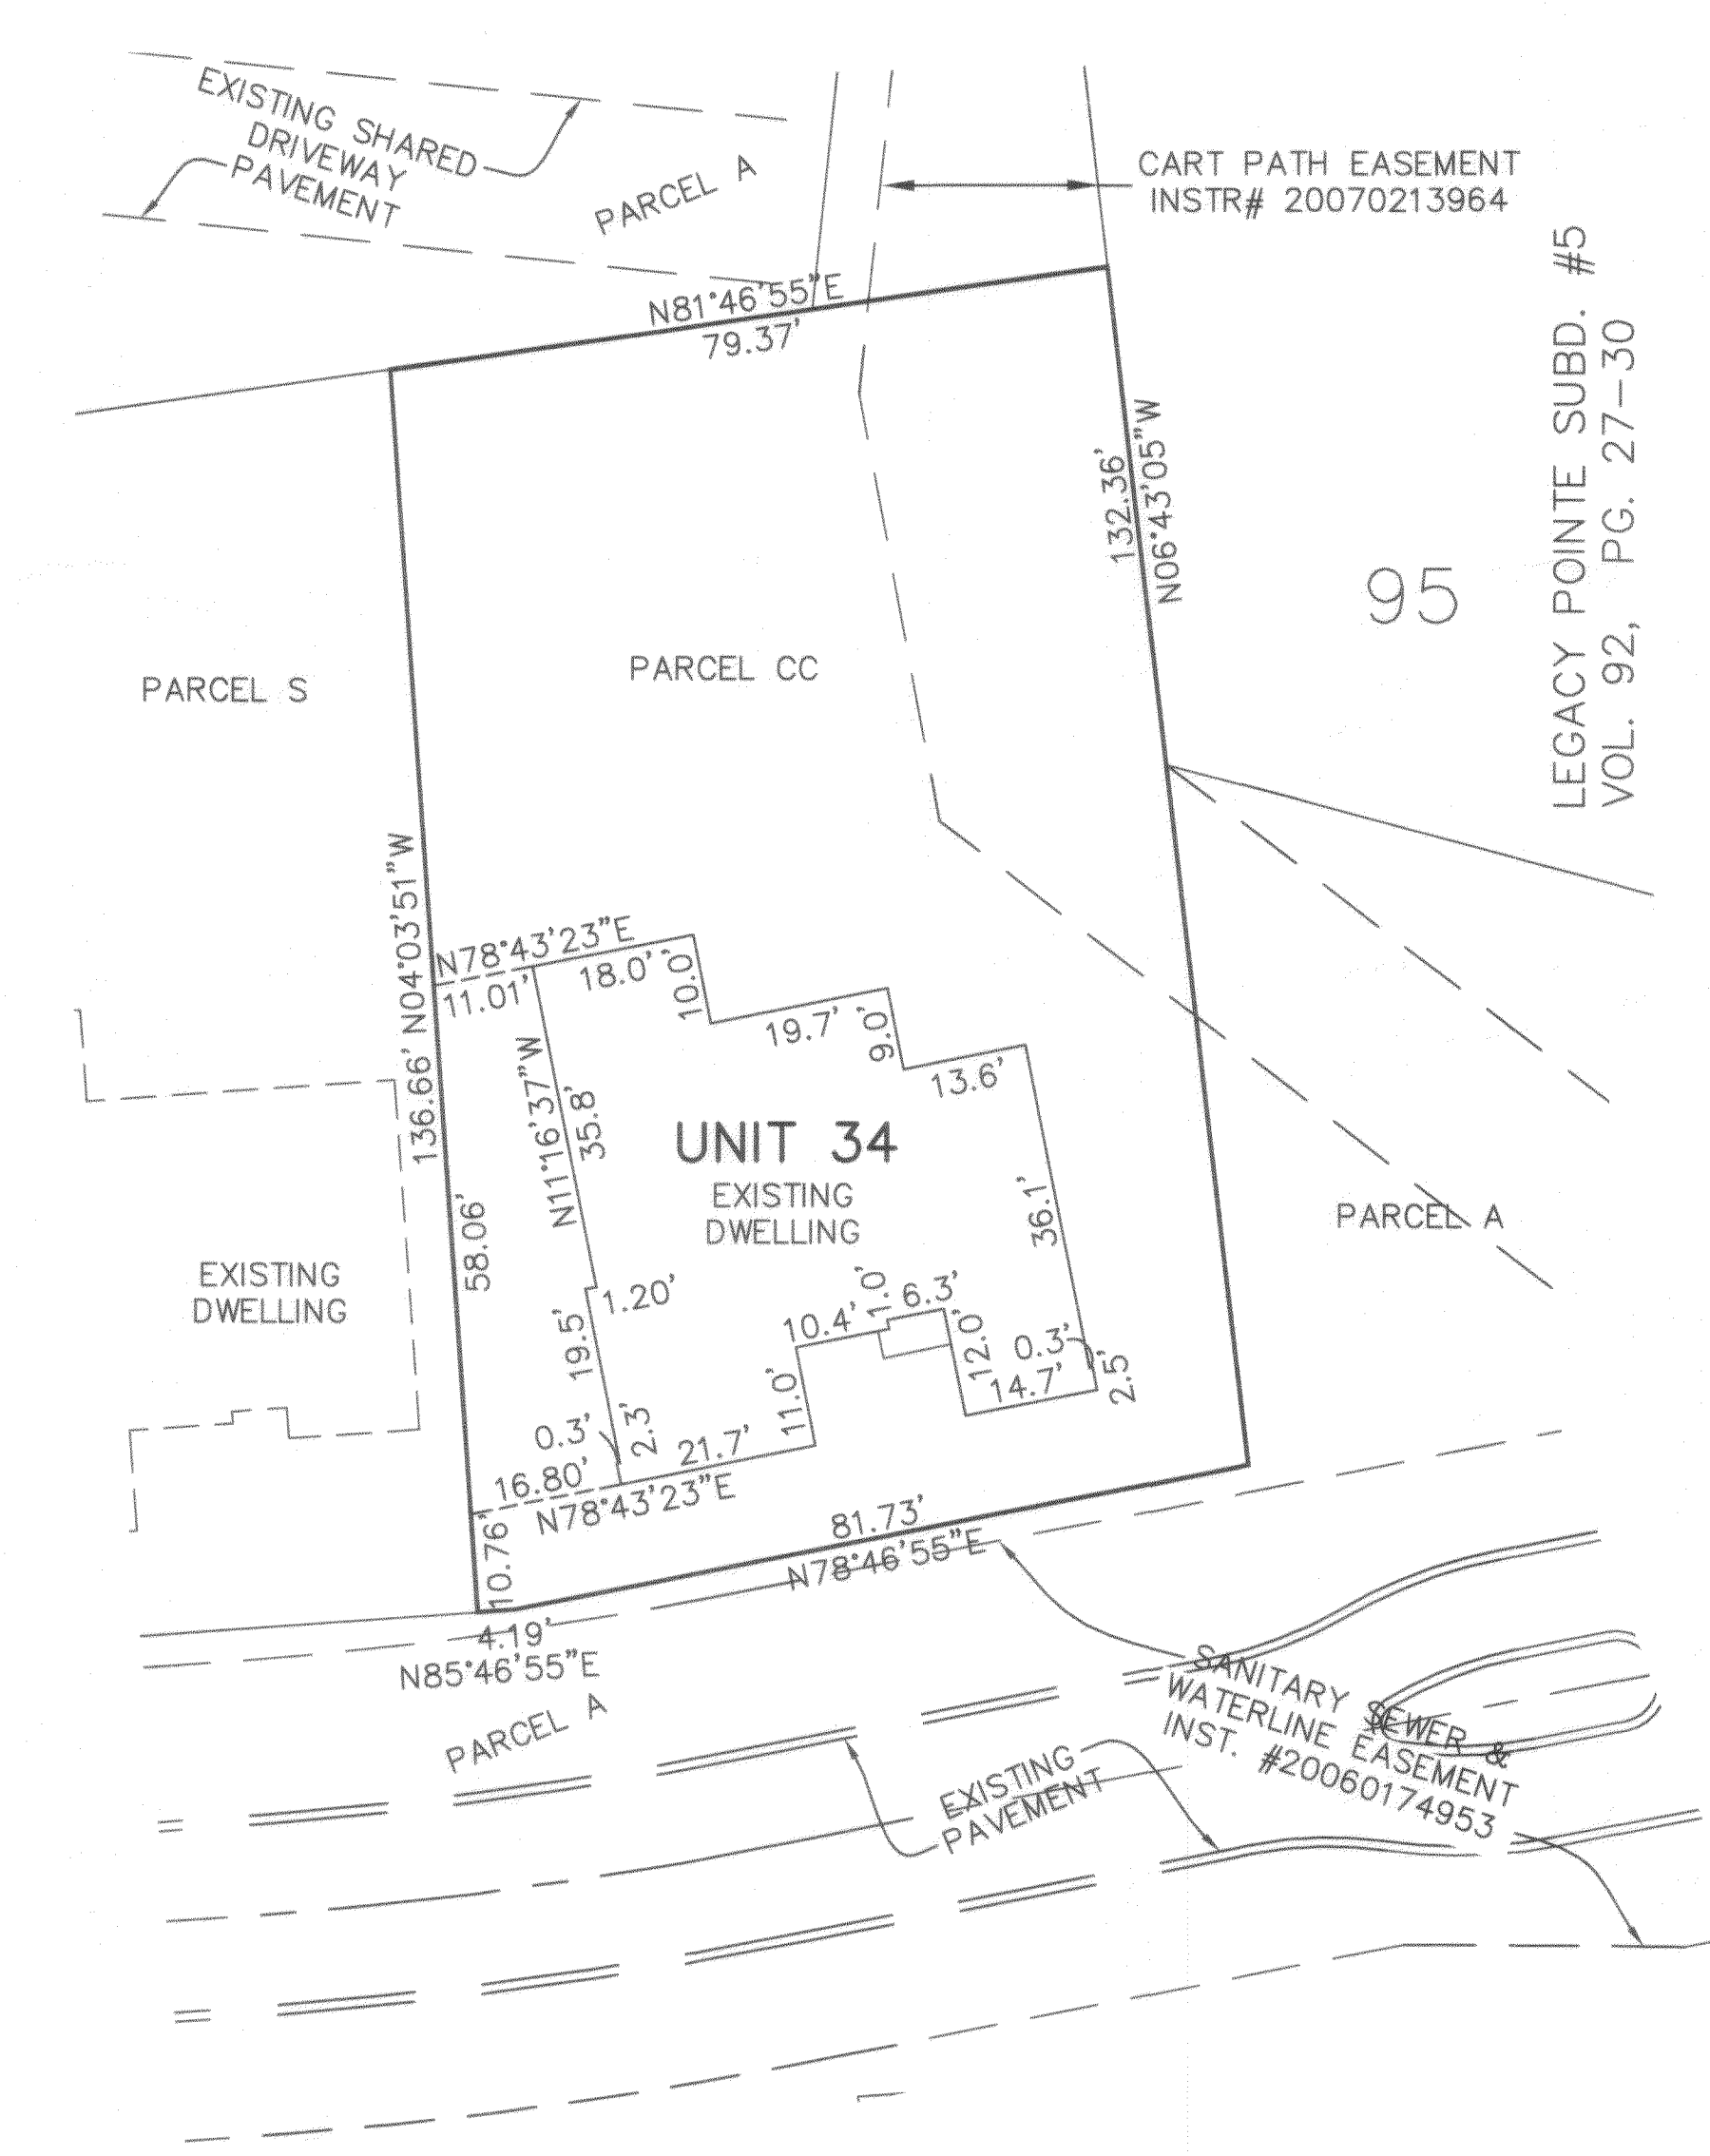 EXISTING SHARED
DRIVEWAY
PAVEMENT
PARCEL A
CART PATH EASEMENT
INSTR# 20070213964
LEGACY POINTE SUBD. #5
VOL. 92, PG. 27-30
N81°46'55"E
79.37'
132.36'
N06°43'05"W
95
PARCEL S
PARCEL CC
136.66' N04°03'51"W
N78°43'23"E
11.01'
18.0'
10.0'
19.7'
9.0'
13.6'
N11°16'37"W
35.8'
UNIT 34
EXISTING
DWELLING
36.1'
PARCEL A
58.06'
EXISTING
DWELLING
1.20'
19.5'
10.4'
1.0'
6.3'
12.0'
0.3'
14.7'
2.5'
11.0'
0.3'
2.3'
21.7'
16.80'
N78°43'23"E
10.76'
81.73'
N78°46'55"E
4.19'
N85°46'55"E
PARCEL A
SANITARY SEWER &
WATERLINE EASEMENT
INST. #20060174953
EXISTING
PAVEMENT